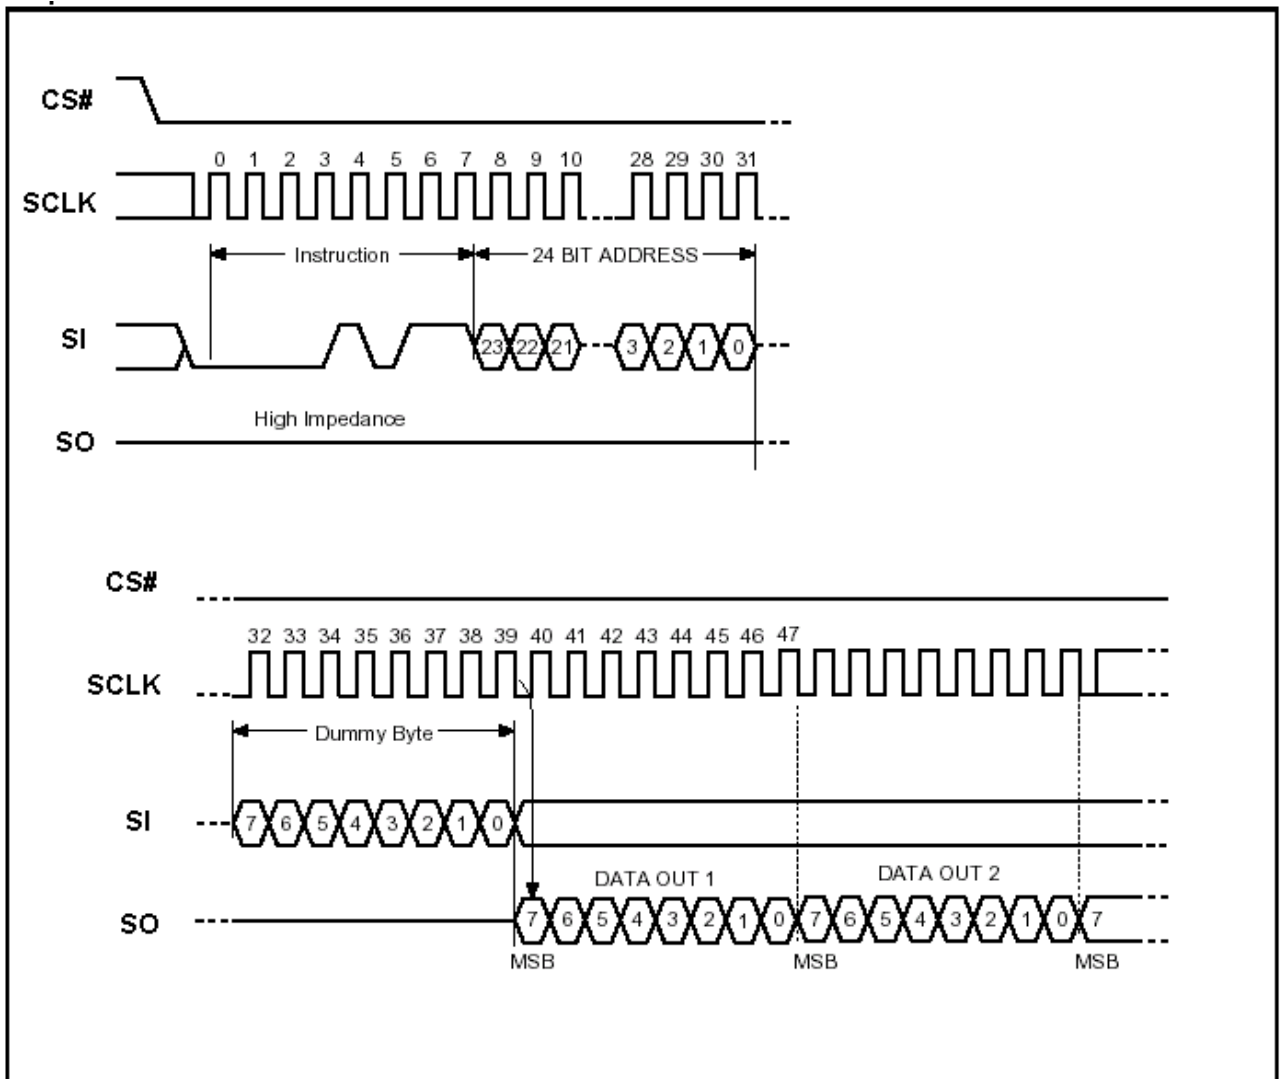 CS#
0 1 2 3 4 5 6 7 8 9 10 28 29 30 31
SCLK
Instruction 24 BIT ADDRESS
SI 23 22 21 3 2 1 0
High Impedance
SO
CS#
32 33 34 35 36 37 38 39 40 41 42 43 44 45 46 47
SCLK
Dummy Byte
SI 7 6 5 4 3 2 1 0
DATA OUT 1 DATA OUT 2
SO 7 6 5 4 3 2 1 0 7 6 5 4 3 2 1 0 7
MSB MSB MSB